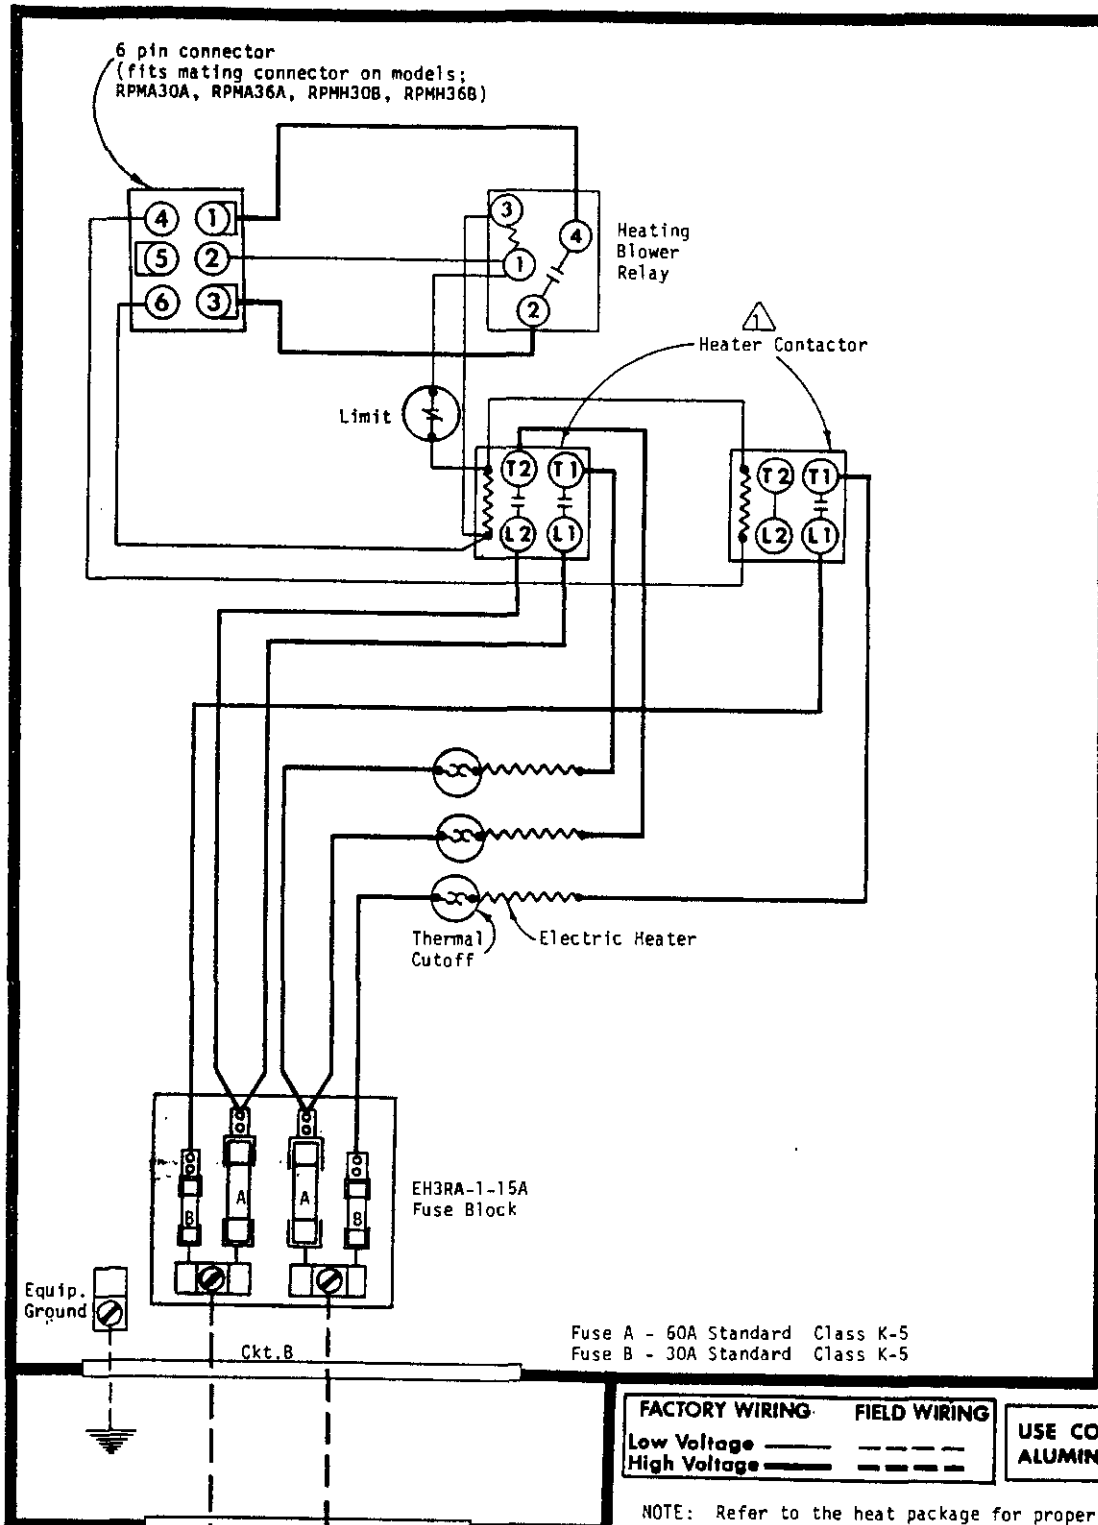 6 pin connector
(fits mating connector on models;
RPMA30A, RPMA36A, RPMH30B, RPMH36B)
4 1
5 2
6 3
3
4
1
2
Heating
Blower
Relay
1
Heater Contactor
Limit
T2 T1
L2 L1
T2 T1
L2 L1
Thermal
Cutoff
Electric Heater
B
A
A
B
EH3RA-1-15A
Fuse Block
Equip.
Ground
Ckt.B
Fuse A - 60A Standard Class K-5
Fuse B - 30A Standard Class K-5
FACTORY WIRING FIELD WIRING
Low Voltage
High Voltage
USE CO
ALUMIN
NOTE: Refer to the heat package for proper